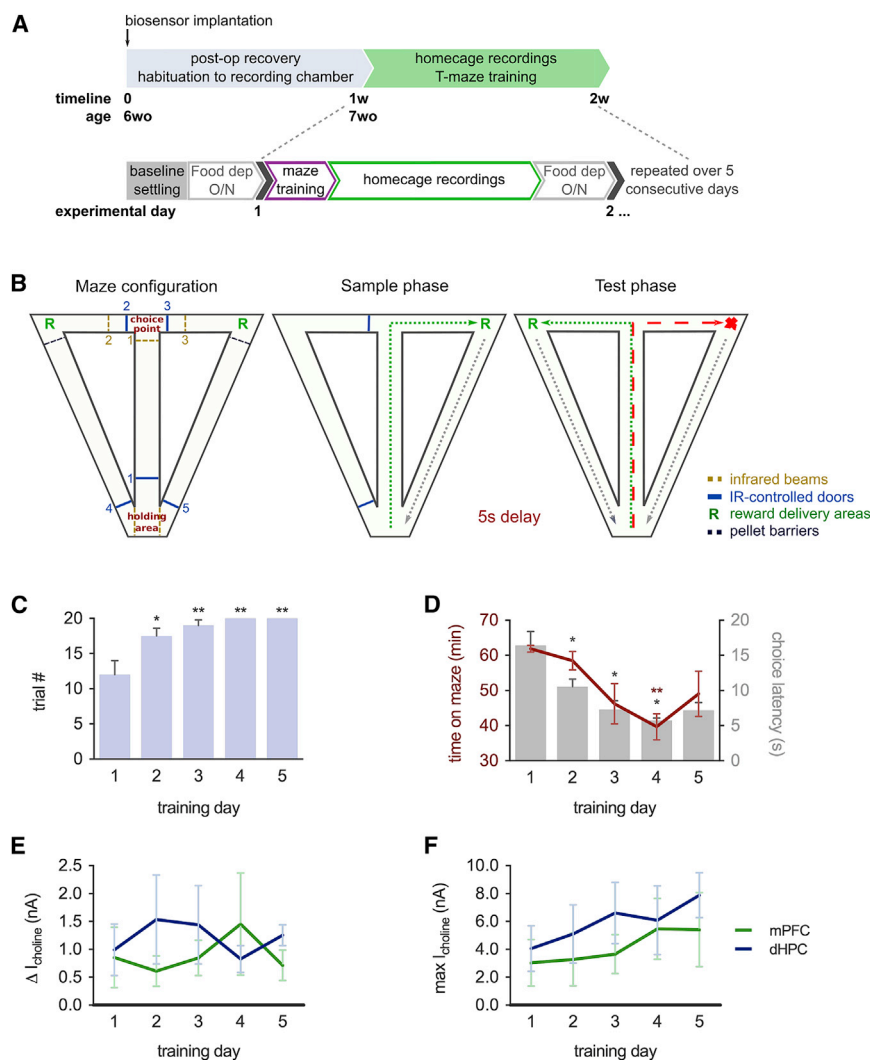 A
biosensor implantation
post-op recovery
habituation to recording chamber
homecage recordings
T-maze training
timeline 0 1w 2w
age 6wo 7wo
baseline
settling
Food dep
O/N
maze
training
homecage recordings
Food dep
O/N
repeated over 5
consecutive days
experimental day 1 2 ...
B
Maze configuration
Sample phase
Test phase
2 3
R choice point R
2 1 3
1
4 5
holding area
R
5s delay
R
infrared beams
IR-controlled doors
R reward delivery areas
pellet barriers
C
trial #
20
15
10
5
0
* ** ** **
1 2 3 4 5
training day
D
time on maze (min)
70
60
50
40
30
* * ** *
choice latency (s)
20
15
10
5
0
1 2 3 4 5
training day
E
Δ Icholine (nA)
2.5
2.0
1.5
1.0
0.5
0.0
1 2 3 4 5
training day
F
max Icholine (nA)
10.0
8.0
6.0
4.0
2.0
0.0
1 2 3 4 5
training day
mPFC
dHPC